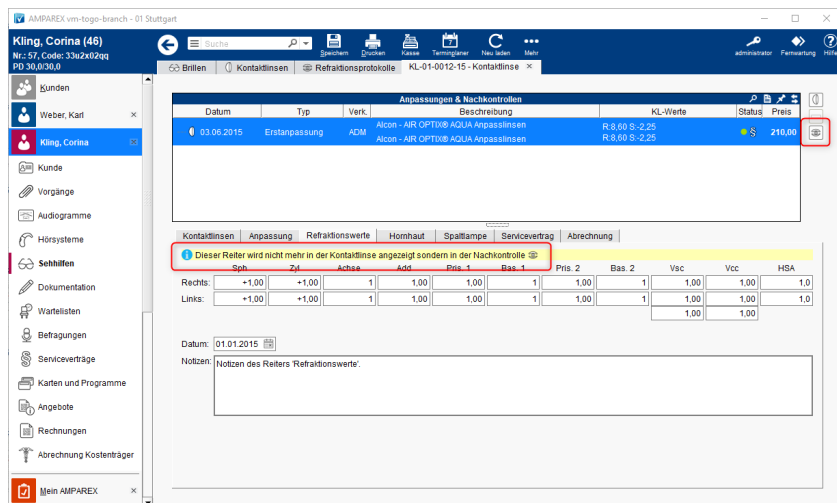 AMPAREX vm-togo-branch - 01 Stuttgart
Kling, Corina (46)
Nr.: 57, Code: 33u2x02qq
PD 30,0/30,0
Suche
Speichern Drucken Kasse Terminplaner Neu laden Mehr
administrator Fernwartung Hilfe
Brillen Kontaktlinsen Refraktionsprotokolle KL-01-0012-15 - Kontaktlinse ×
Kunden
Weber, Karl ×
Kling, Corina
Kunde
Vorgänge
Audiogramme
Hörsysteme
Sehhilfen
Dokumentation
Wartelisten
Befragungen
Serviceverträge
Karten und Programme
Angebote
Rechnungen
Abrechnung Kostenträger
Mein AMPAREX ×
Anpassungen & Nachkontrollen
Datum Typ Verk. Beschreibung KL-Werte Status Preis
03.06.2015 Erstanpassung ADM Alcon - AIR OPTIX® AQUA Anpasslinsen R:8,60 S:-2,25 § 210,00
Alcon - AIR OPTIX® AQUA Anpasslinsen R:8,60 S:-2,25
Kontaktlinsen Anpassung Refraktionswerte Hornhaut Spaltlampe Servicevertrag Abrechnung
Dieser Reiter wird nicht mehr in der Kontaktlinse angezeigt sondern in der Nachkontrolle
Sph. Zyl. Achse Add Pris. 1 Bas. 1 Pris. 2 Bas. 2 Vsc Vcc HSA
Rechts: +1,00 +1,00 1 1,00 1,00 1 1,00 1 1,00 1,00 1,0
Links: +1,00 +1,00 1 1,00 1,00 1 1,00 1 1,00 1,00 1,0
1,00 1,00
Datum: 01.01.2015
Notizen: Notizen des Reiters 'Refraktionswerte'.